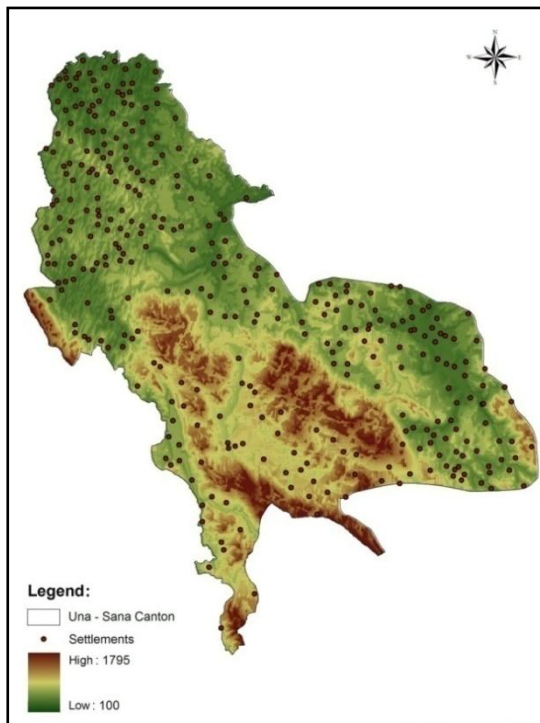 N
W E
S
Legend:
Una - Sana Canton
Settlements
High : 1795
Low : 100